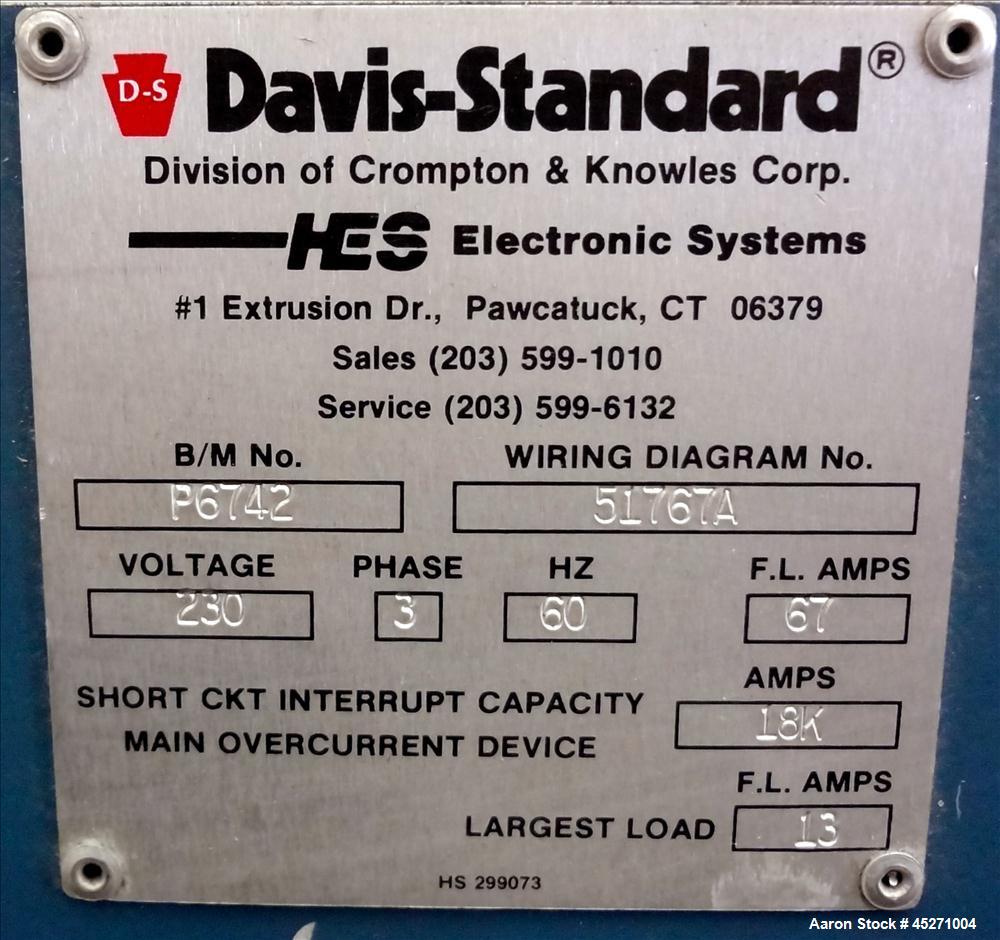 D-S Davis-Standard®
Division of Crompton & Knowles Corp.
HES Electronic Systems
#1 Extrusion Dr., Pawcatuck, CT 06379
Sales (203) 599-1010
Service (203) 599-6132
B/M No. WIRING DIAGRAM No.
P6742 51767A
VOLTAGE PHASE HZ F.L. AMPS
230 3 60 67
AMPS
SHORT CKT INTERRUPT CAPACITY 18K
MAIN OVERCURRENT DEVICE
F.L. AMPS
LARGEST LOAD 13
HS 299073
Aaron Stock # 45271004